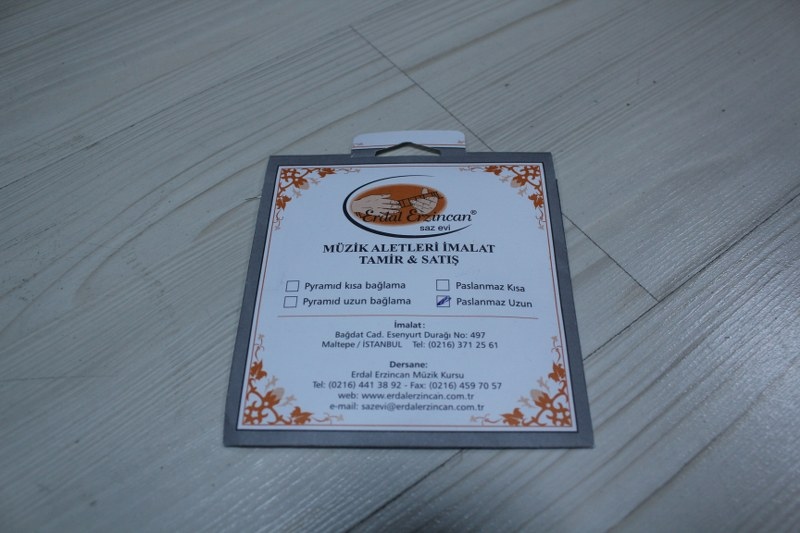 Erdal Erzincan®
saz evi
MÜZİK ALETLERİ İMALAT
TAMİR & SATIŞ
Pyramid kısa bağlama Paslanmaz Kısa
Pyramid uzun bağlama Paslanmaz Uzun
İmalat:
Bağdat Cad. Esenyurt Durağı No: 497
Maltepe / İSTANBUL Tel: (0216) 371 25 61
Dersane:
Erdal Erzincan Müzik Kursu
Tel: (0216) 441 38 92 - Fax: (0216) 459 70 57
web: www.erdalerzincan.com.tr
e-mail: sazevi@erdalerzincan.com.tr